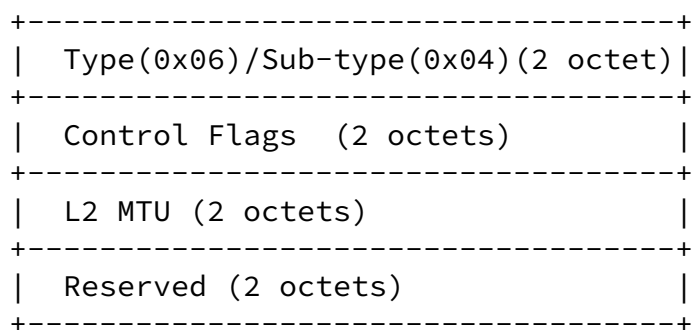 +------------------------------------+
|  Type(0x06)/Sub-type(0x04)(2 octet)|
+------------------------------------+
|  Control Flags  (2 octets)         |
+------------------------------------+
|  L2 MTU (2 octets)                 |
+------------------------------------+
|  Reserved (2 octets)               |
+------------------------------------+